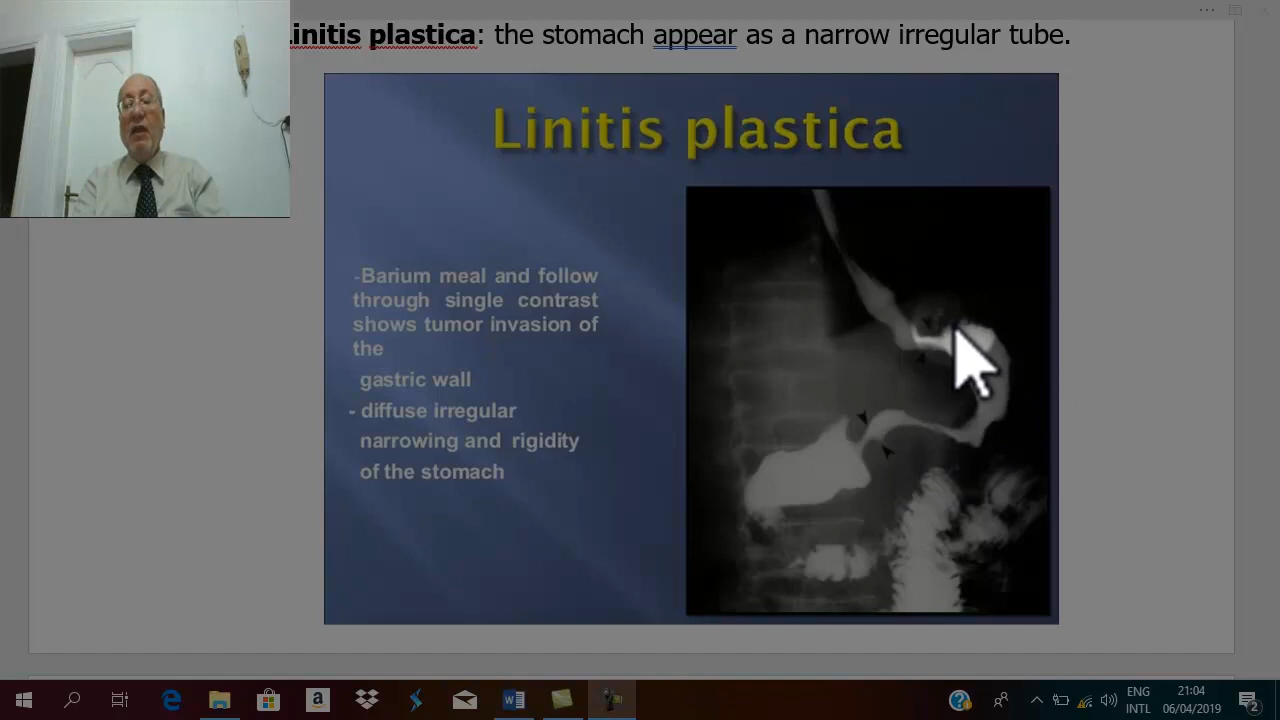 Linitis plastica: the stomach appear as a narrow irregular tube.
Linitis plastica
-Barium meal and follow
through single contrast
shows tumor invasion of
the
gastric wall
- diffuse irregular
narrowing and rigidity
of the stomach
ENG
INTL
21:04
06/04/2019
2